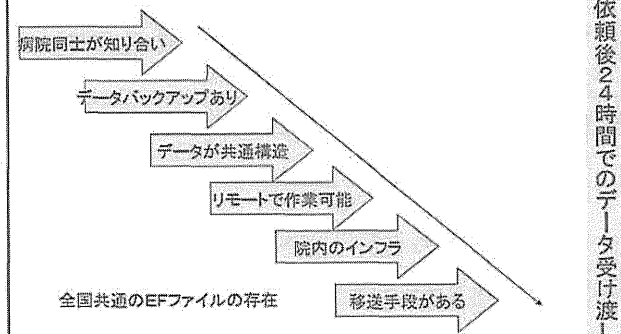 病院同士が知り合い
データバックアップあり
データが共通構造
リモートで作業可能
院内のインフラ
移送手段がある
全国共通のEFファイルの存在
依頼後24時間でのデータ受け渡し